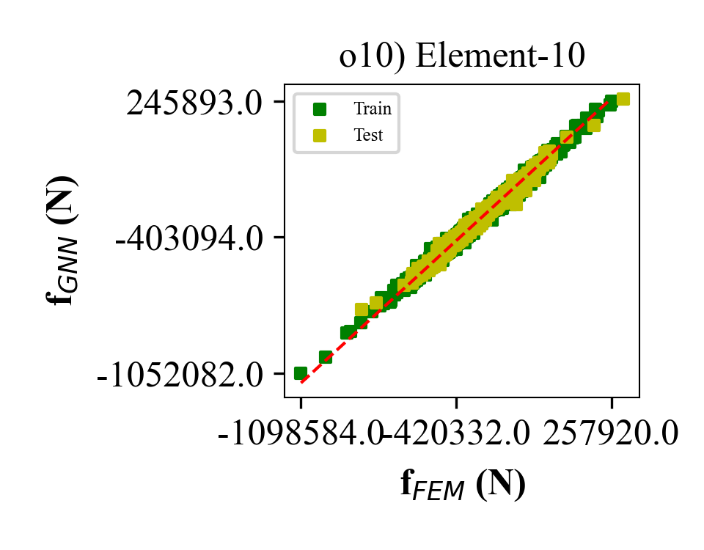 o10) Element-10
245893.0
-403094.0
-1052082.0
Train
Test
f_GNN (N)
-1098584.0 -420332.0 257920.0
f_FEM (N)